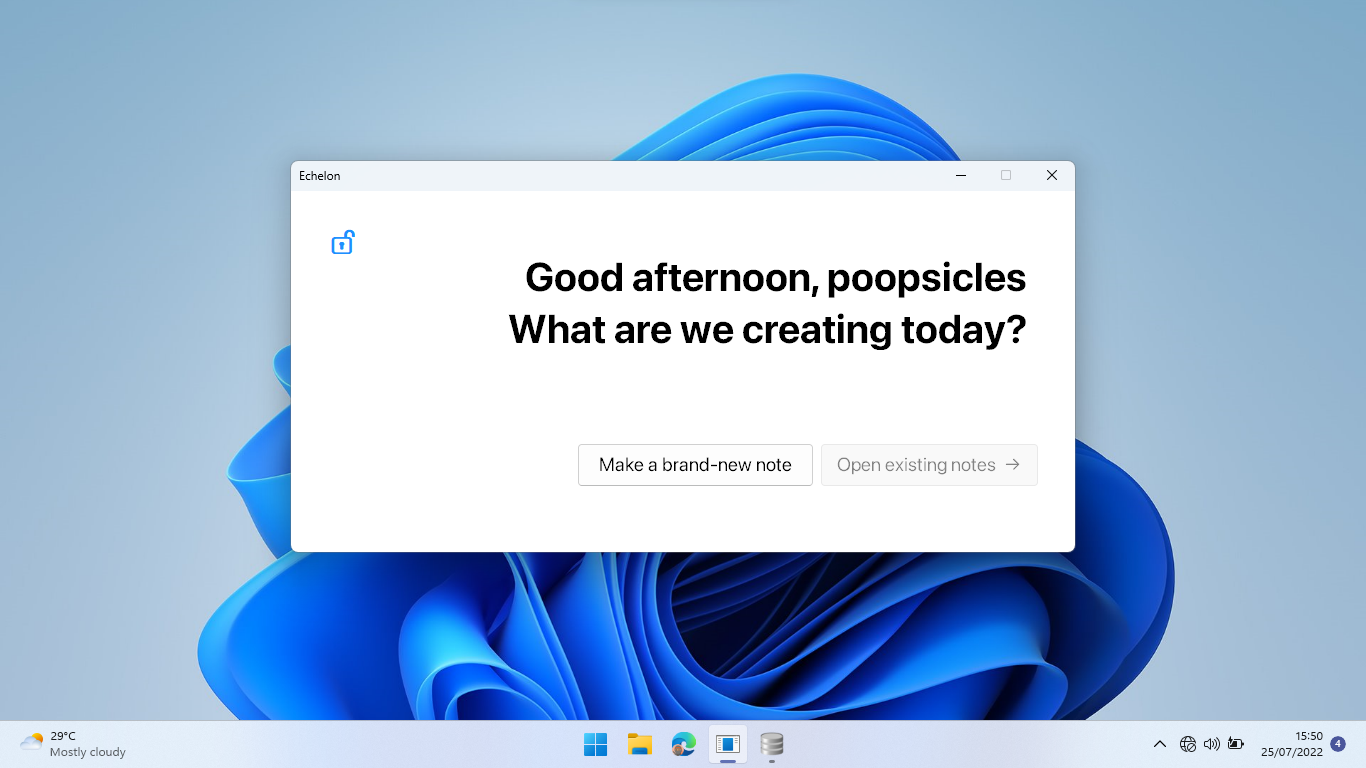 Echelon
Good afternoon, poopsicles
What are we creating today?
Make a brand-new note
Open existing notes →
29°C
Mostly cloudy
15:50
25/07/2022
4